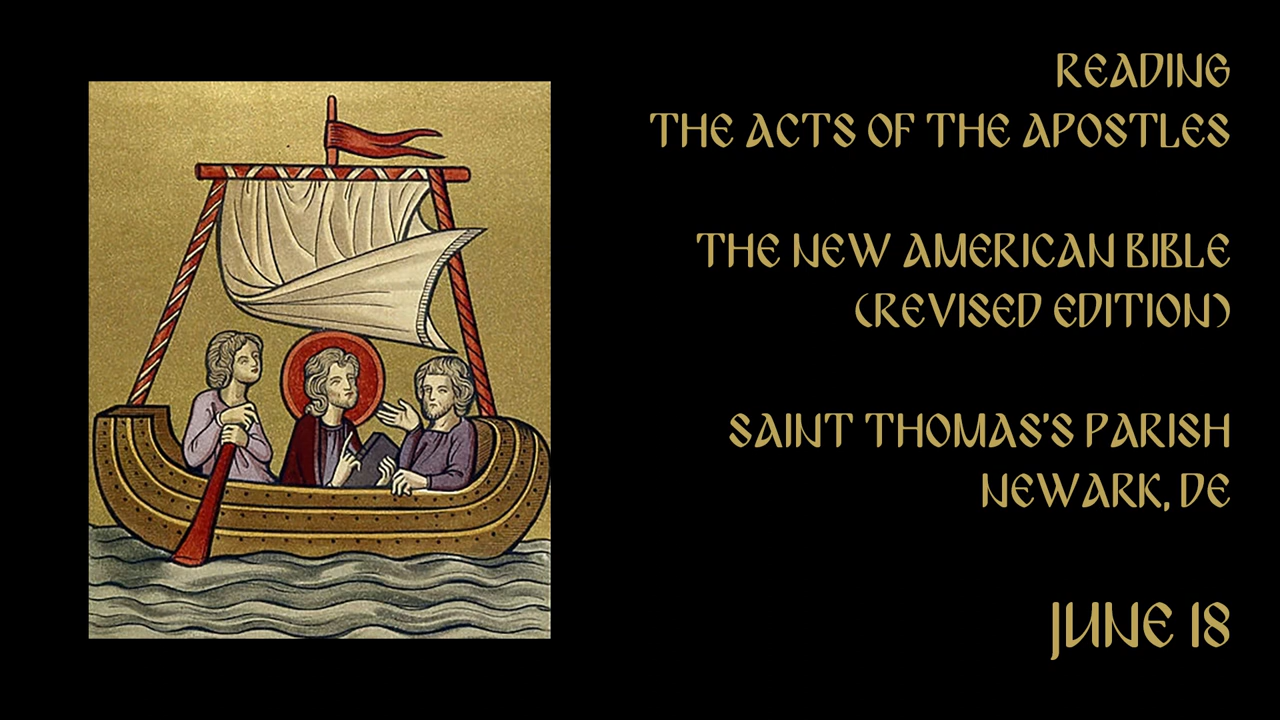 READING
THE ACTS OF THE APOSTLES
THE NEW AMERICAN BIBLE
(REVISED EDITION)
SAINT THOMAS'S PARISH
NEWARK, DE
JUNE 18